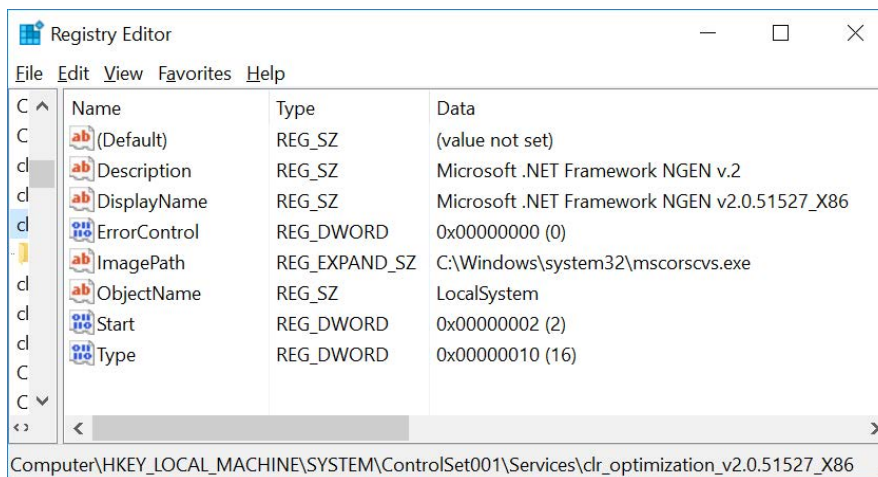 Registry Editor
File Edit View Favorites Help
Name Type Data
(Default) REG_SZ (value not set)
Description REG_SZ Microsoft .NET Framework NGEN v.2
DisplayName REG_SZ Microsoft .NET Framework NGEN v2.0.51527_X86
ErrorControl REG_DWORD 0x00000000 (0)
ImagePath REG_EXPAND_SZ C:\Windows\system32\mscorscvs.exe
ObjectName REG_SZ LocalSystem
Start REG_DWORD 0x00000002 (2)
Type REG_DWORD 0x00000010 (16)
Computer\HKEY_LOCAL_MACHINE\SYSTEM\ControlSet001\Services\clr_optimization_v2.0.51527_X86